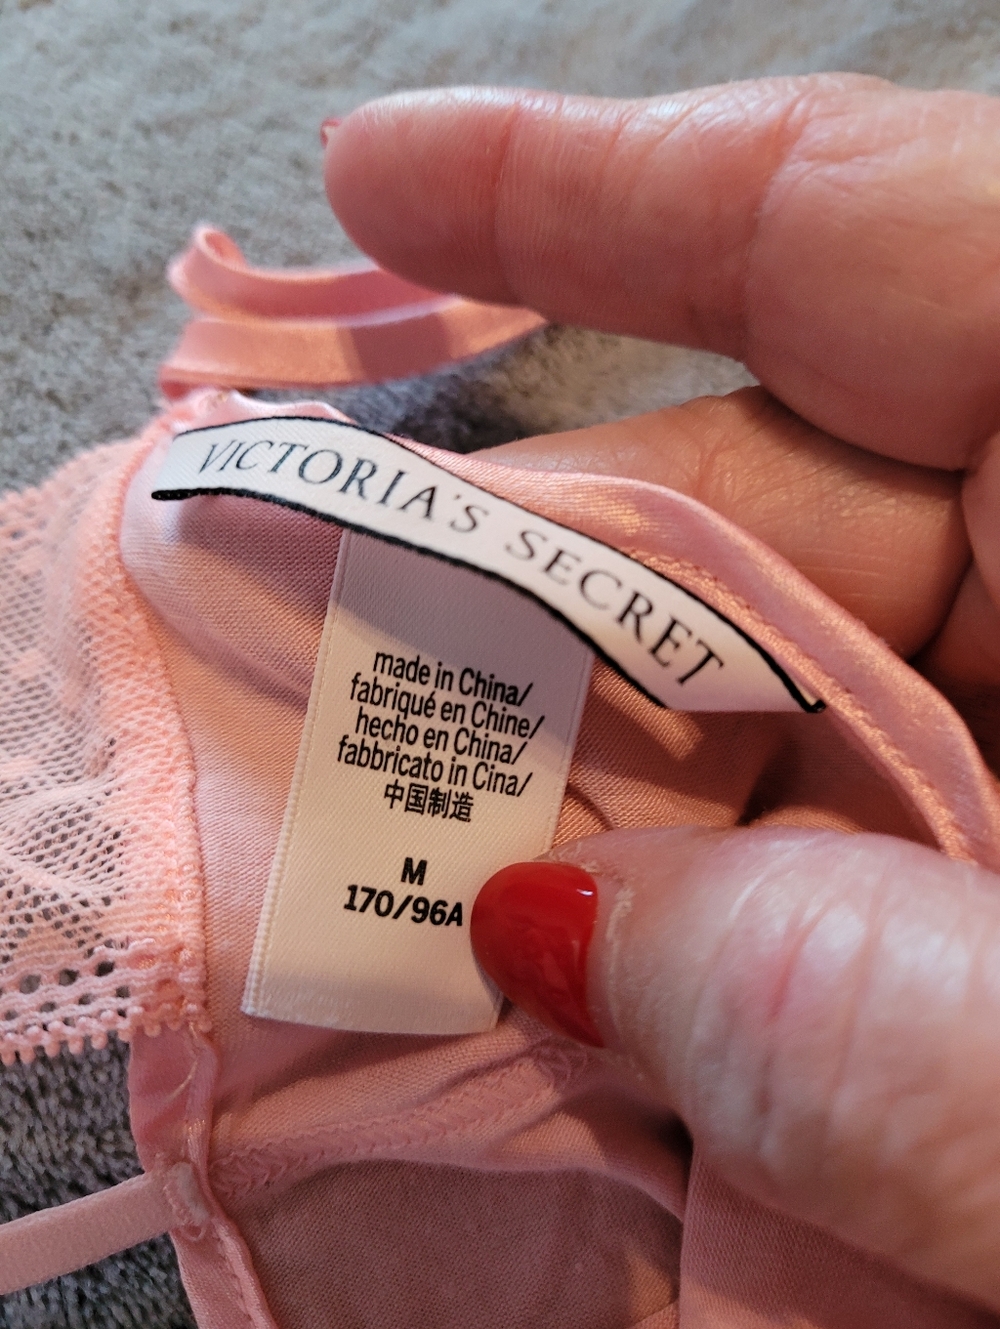 VICTORIA'S SECRET
made in China/
fabriqué en Chine/
hecho en China/
fabbricato in Cina/
中国制造
M
170/96A